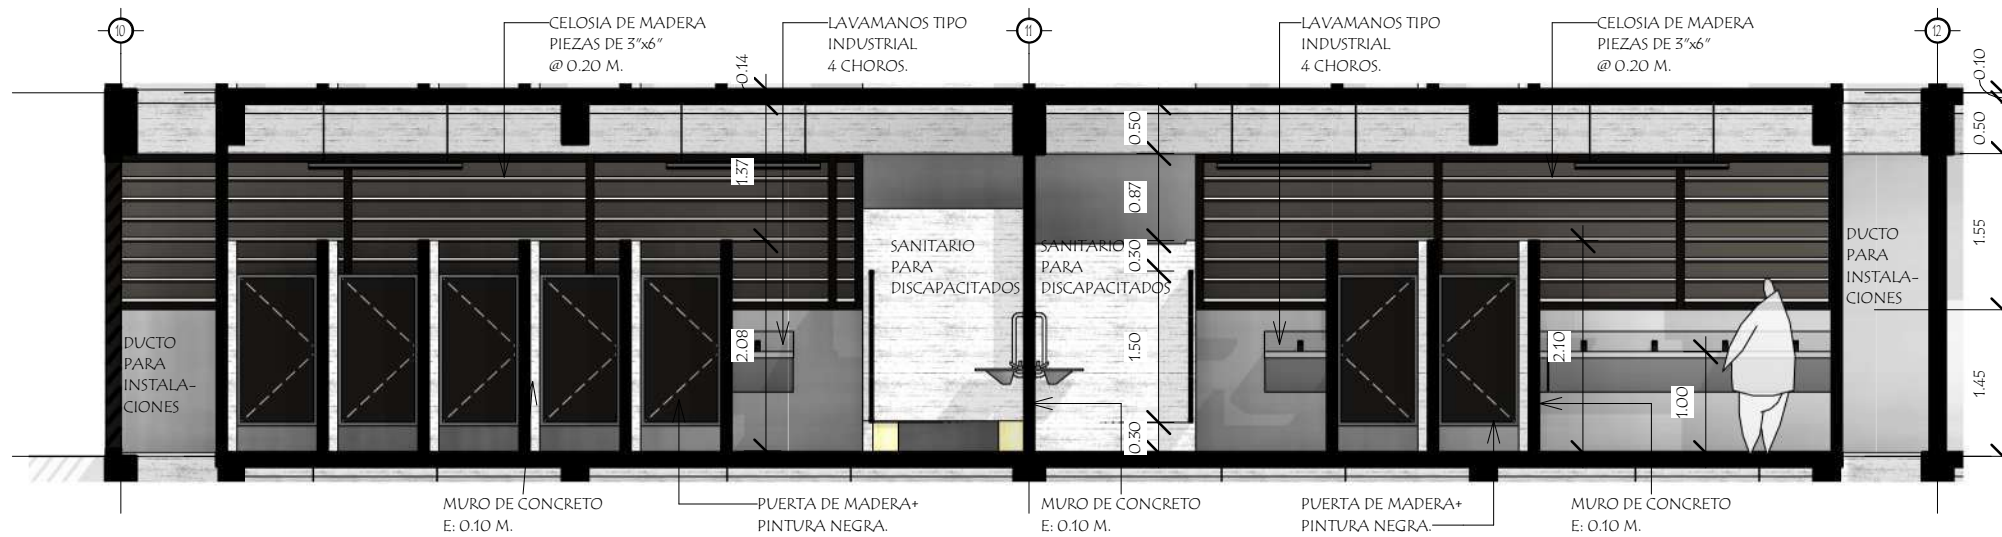 10
CELOSIA DE MADERA
PIEZAS DE 3"x6"
@ 0.20 M.
LAVAMANOS TIPO
INDUSTRIAL
4 CHOROS.
11
LAVAMANOS TIPO
INDUSTRIAL
4 CHOROS.
CELOSIA DE MADERA
PIEZAS DE 3"x6"
@ 0.20 M.
12
0.14
1.37
2.08
0.50
0.87
0.30
1.50
0.30
2.10
1.00
0.10
0.50
1.55
1.45
DUCTO
PARA
INSTALA-
CIONES
SANITARIO
PARA
DISCAPACITADOS
SANITARIO
PARA
DISCAPACITADOS
DUCTO
PARA
INSTALA-
CIONES
MURO DE CONCRETO
E: 0.10 M.
PUERTA DE MADERA+
PINTURA NEGRA.
MURO DE CONCRETO
E: 0.10 M.
PUERTA DE MADERA+
PINTURA NEGRA.
MURO DE CONCRETO
E: 0.10 M.